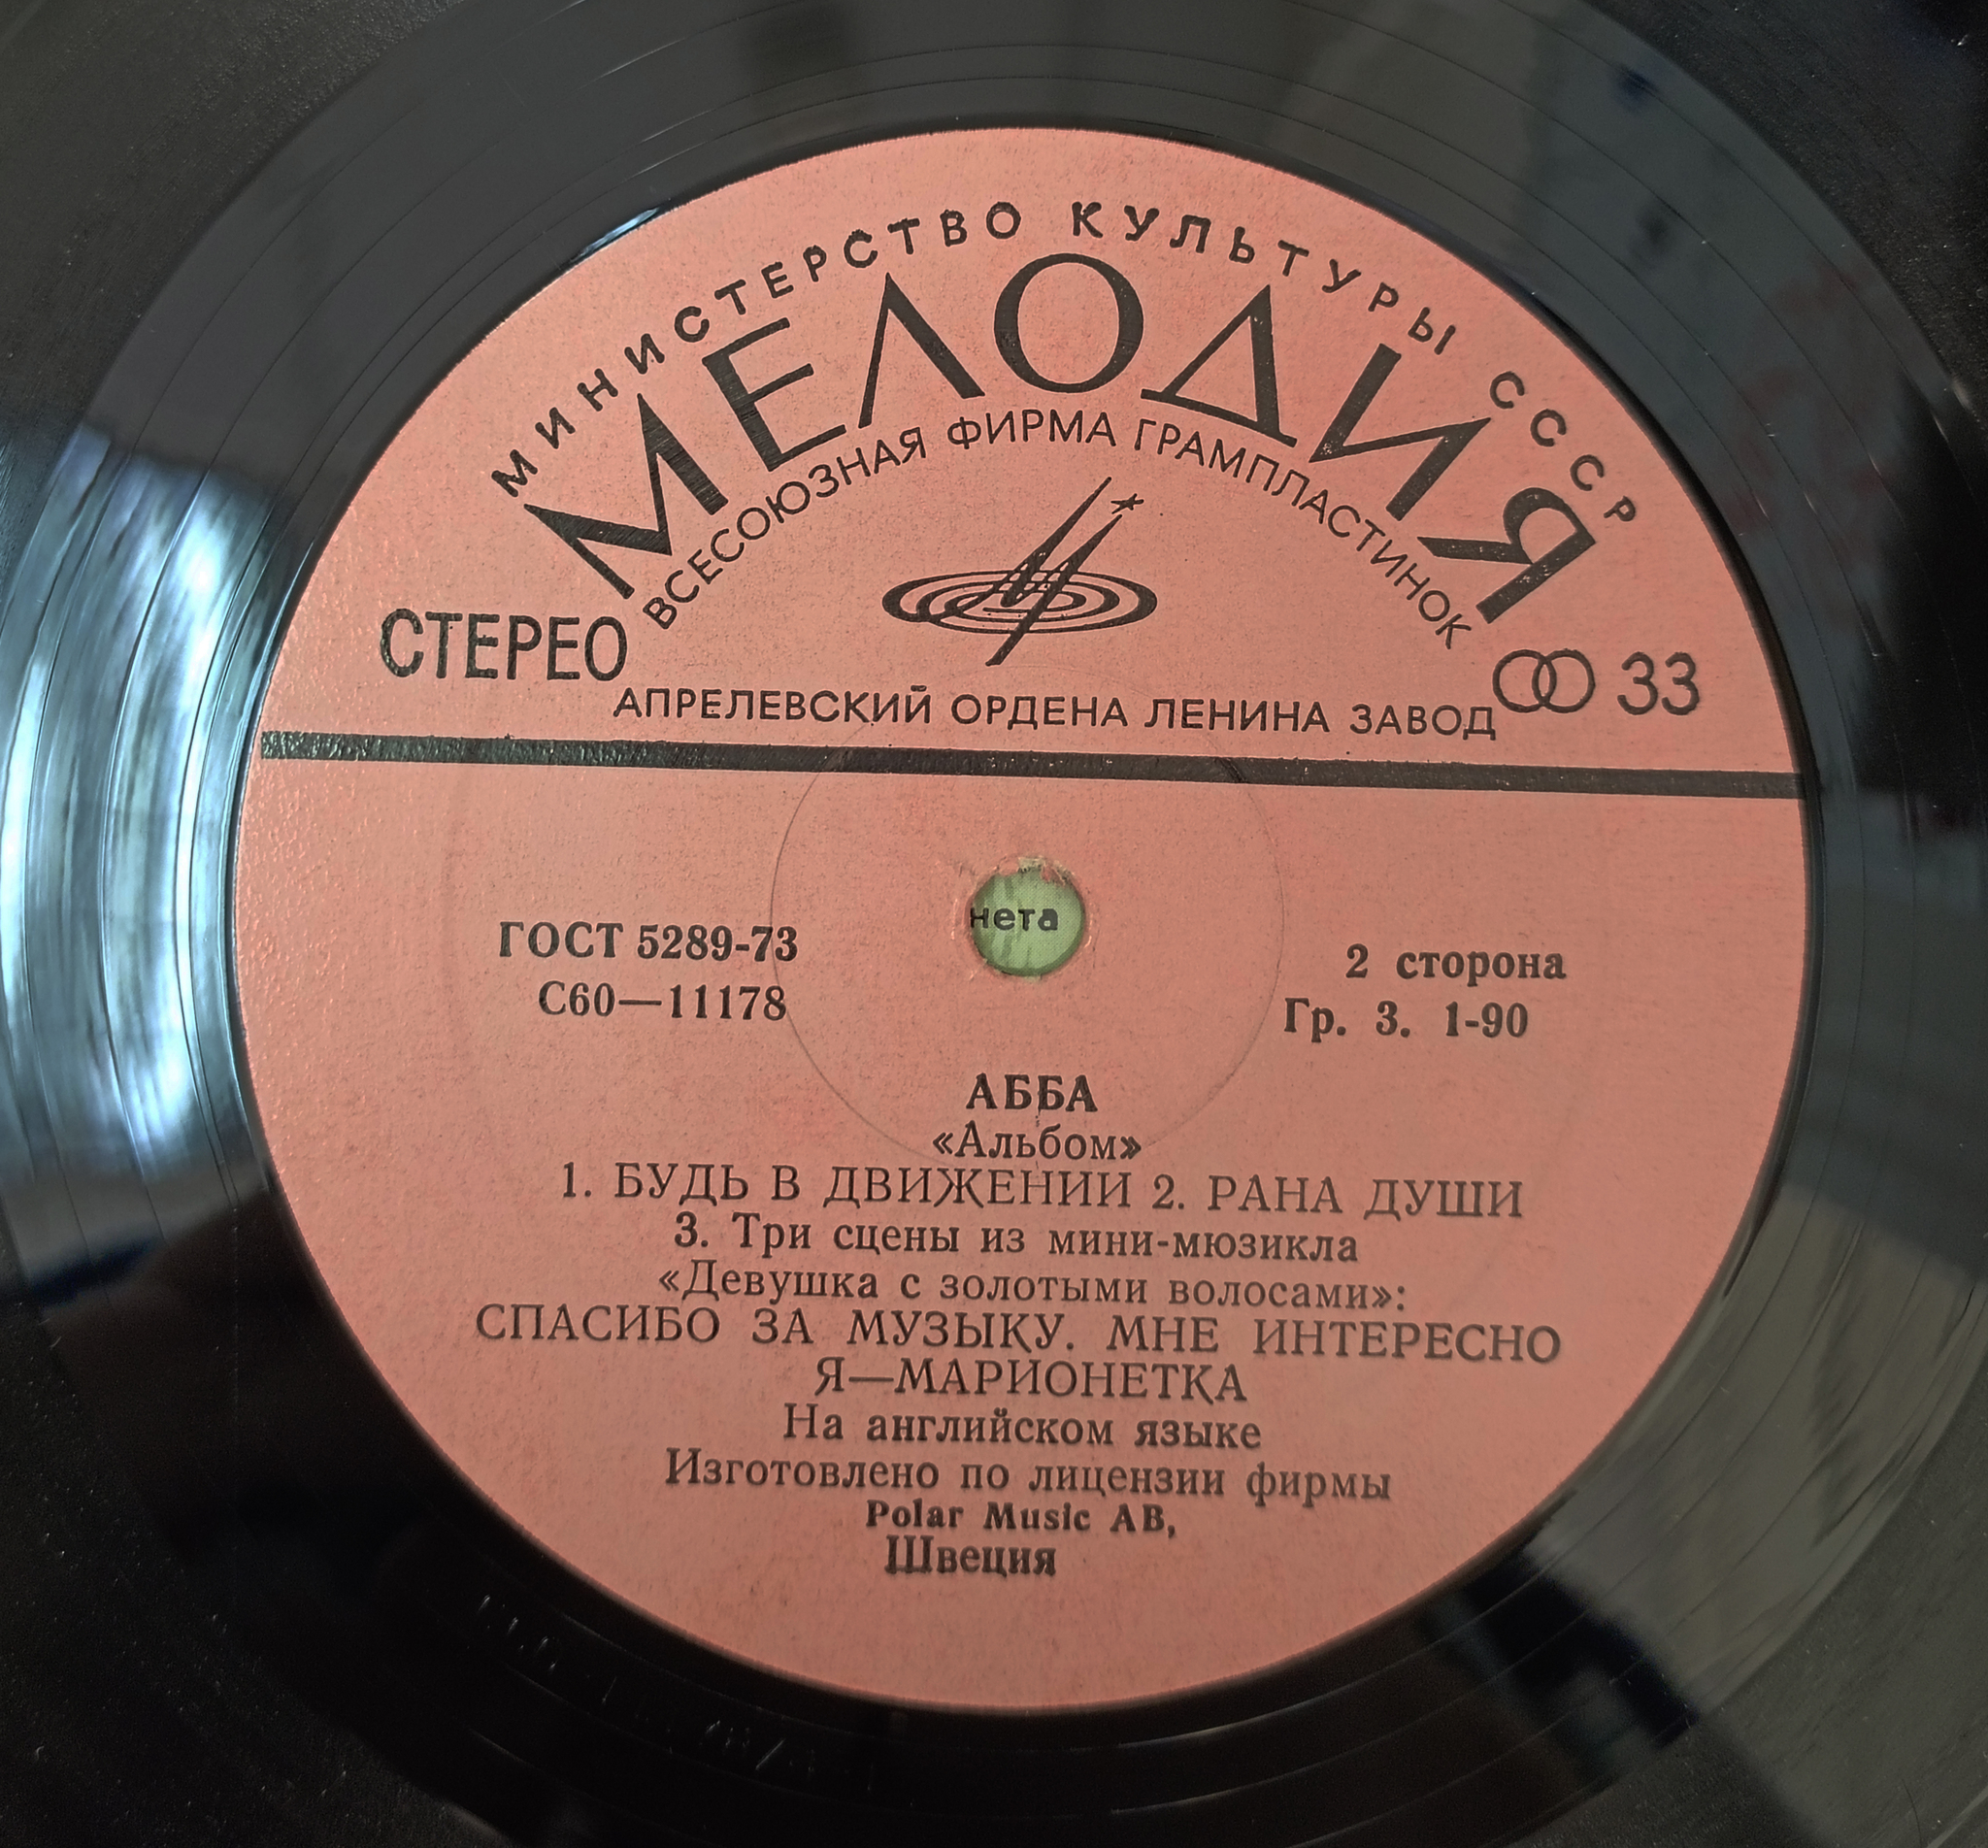 МИНИСТЕРСТВО КУЛЬТУРЫ СССР
МЕЛОДИЯ
ВСЕСОЮЗНАЯ ФИРМА ГРАМПЛАСТИНОК
СТЕРЕО
33
АПРЕЛЕВСКИЙ ОРДЕНА ЛЕНИНА ЗАВОД
нета
ГОСТ 5289-73
2 сторона
С60—11178
Гр. 3. 1-90
АББА
«Альбом»
1. БУДЬ В ДВИЖЕНИИ 2. РАНА ДУШИ
3. Три сцены из мини-мюзикла
«Девушка с золотыми волосами»:
СПАСИБО ЗА МУЗЫКУ. МНЕ ИНТЕРЕСНО
Я—МАРИОНЕТКА
На английском языке
Изготовлено по лицензии фирмы
Polar Music AB,
Швеция